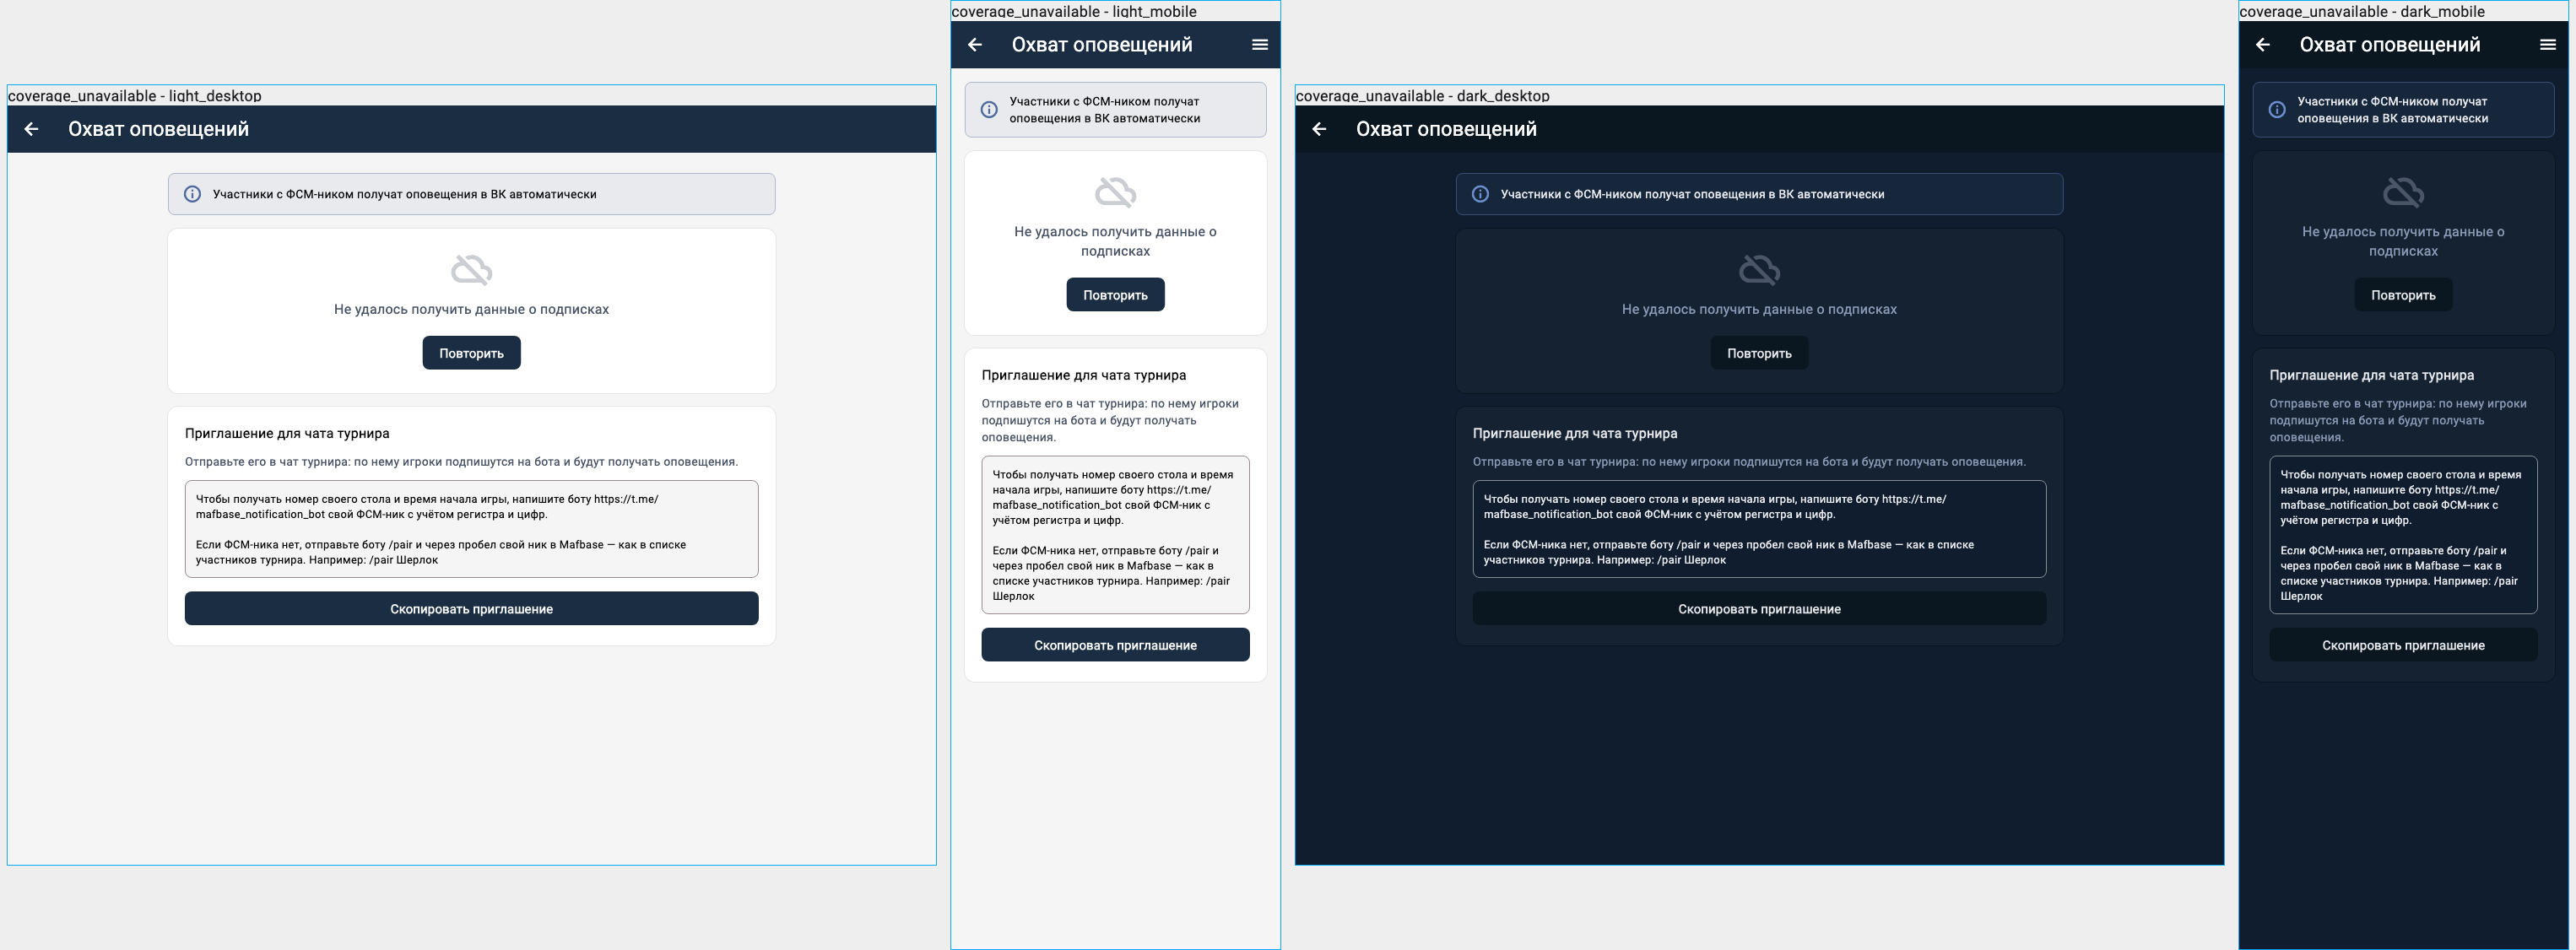 coverage_unavailable - light_desktop
Охват оповещений
Участники с ФСМ-ником получат оповещения в ВК автоматически
Не удалось получить данные о подписках
Повторить
Приглашение для чата турнира
Отправьте его в чат турнира: по нему игроки подпишутся на бота и будут получать оповещения.
Чтобы получать номер своего стола и время начала игры, напишите боту https://t.me/
mafbase_notification_bot свой ФСМ-ник с учётом регистра и цифр.
Если ФСМ-ника нет, отправьте боту /pair и через пробел свой ник в Mafbase — как в списке
участников турнира. Например: /pair Шерлок
Скопировать приглашение
coverage_unavailable - light_mobile
Охват оповещений
Участники с ФСМ-ником получат
оповещения в ВК автоматически
Не удалось получить данные о
подписках
Повторить
Приглашение для чата турнира
Отправьте его в чат турнира: по нему игроки
подпишутся на бота и будут получать
оповещения.
Чтобы получать номер своего стола и время
начала игры, напишите боту https://t.me/
mafbase_notification_bot свой ФСМ-ник с
учётом регистра и цифр.
Если ФСМ-ника нет, отправьте боту /pair и
через пробел свой ник в Mafbase — как в
списке участников турнира. Например: /pair
Шерлок
Скопировать приглашение
coverage_unavailable - dark_desktop
Охват оповещений
Участники с ФСМ-ником получат оповещения в ВК автоматически
Не удалось получить данные о подписках
Повторить
Приглашение для чата турнира
Отправьте его в чат турнира: по нему игроки подпишутся на бота и будут получать оповещения.
Чтобы получать номер своего стола и время начала игры, напишите боту https://t.me/
mafbase_notification_bot свой ФСМ-ник с учётом регистра и цифр.
Если ФСМ-ника нет, отправьте боту /pair и через пробел свой ник в Mafbase — как в списке
участников турнира. Например: /pair Шерлок
Скопировать приглашение
coverage_unavailable - dark_mobile
Охват оповещений
Участники с ФСМ-ником получат
оповещения в ВК автоматически
Не удалось получить данные о
подписках
Повторить
Приглашение для чата турнира
Отправьте его в чат турнира: по нему игроки
подпишутся на бота и будут получать
оповещения.
Чтобы получать номер своего стола и время
начала игры, напишите боту https://t.me/
mafbase_notification_bot свой ФСМ-ник с
учётом регистра и цифр.
Если ФСМ-ника нет, отправьте боту /pair и
через пробел свой ник в Mafbase — как в
списке участников турнира. Например: /pair
Шерлок
Скопировать приглашение